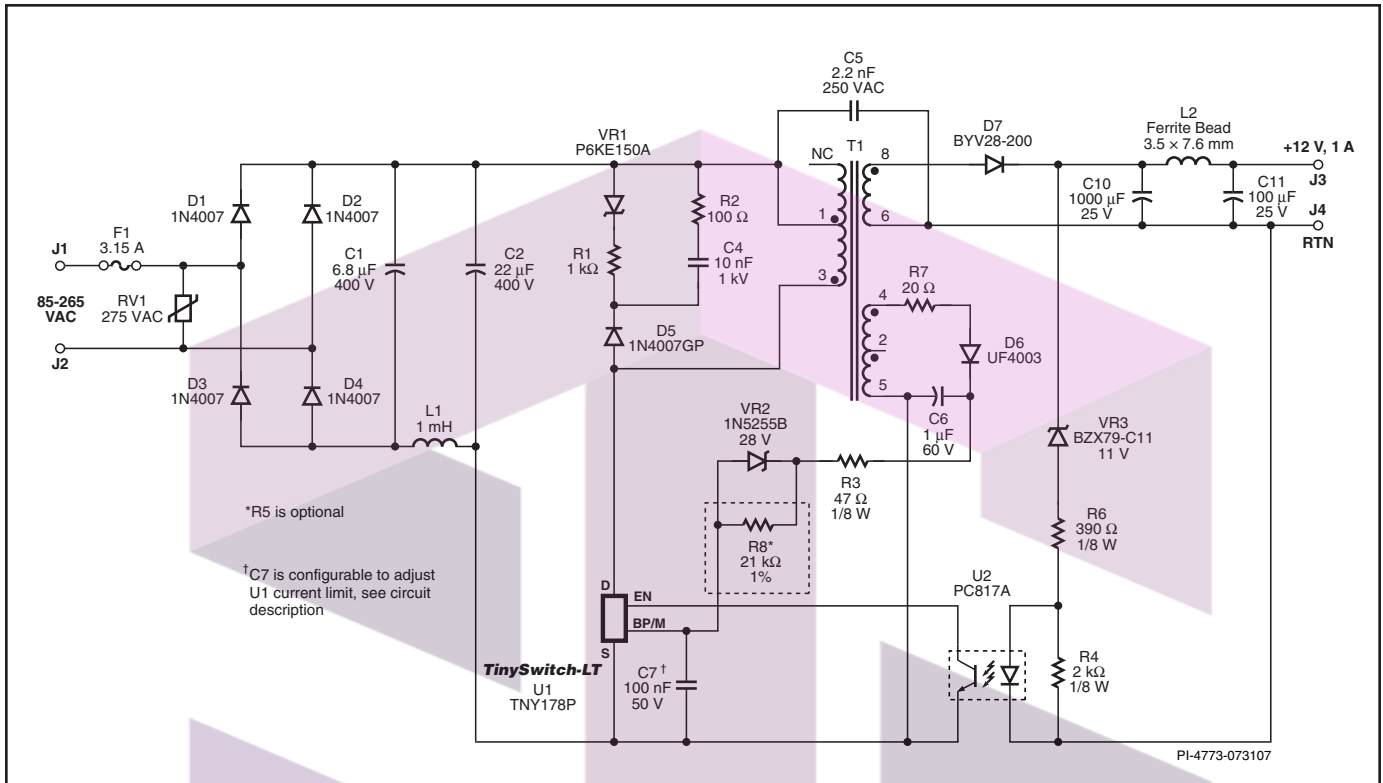 C5
2.2 nF
250 VAC
D7
BYV28-200
L2
Ferrite Bead
3.5 × 7.6 mm
+12 V, 1 A
J3
J4
RTN
VR1
P6KE150A
NC
T1
8
6
1
3
4
2
5
C10
1000 µF
25 V
C11
100 µF
25 V
D1
1N4007
D2
1N4007
R2
100 Ω
J1
F1
3.15 A
C1
6.8 µF
400 V
C2
22 µF
400 V
R1
1 kΩ
C4
10 nF
1 kV
R7
20 Ω
85-265
VAC
RV1
275 VAC
J2
D5
1N4007GP
D6
UF4003
D3
1N4007
D4
1N4007
L1
1 mH
VR2
1N5255B
28 V
C6
1 µF
60 V
VR3
BZX79-C11
11 V
R3
47 Ω
1/8 W
*R5 is optional
R8*
21 kΩ
1%
R6
390 Ω
1/8 W
†C7 is configurable to adjust
U1 current limit, see circuit
description
D
EN
BP/M
S
U2
PC817A
TinySwitch-LT
U1
TNY178P
C7 †
100 nF
50 V
R4
2 kΩ
1/8 W
PI-4773-073107